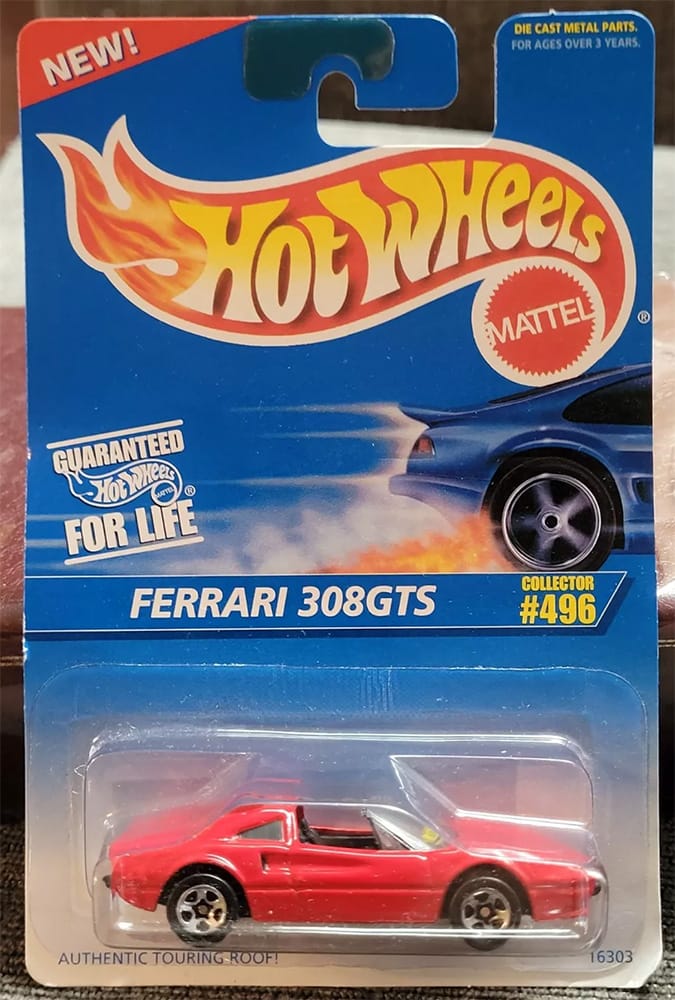 NEW!
DIE CAST METAL PARTS.
FOR AGES OVER 3 YEARS.
HOT WHEELS
MATTEL
®
GUARANTEED
HOT WHEELS
MATTEL
®
FOR LIFE
FERRARI 308GTS
COLLECTOR
#496
AUTHENTIC TOURING ROOF!
16303